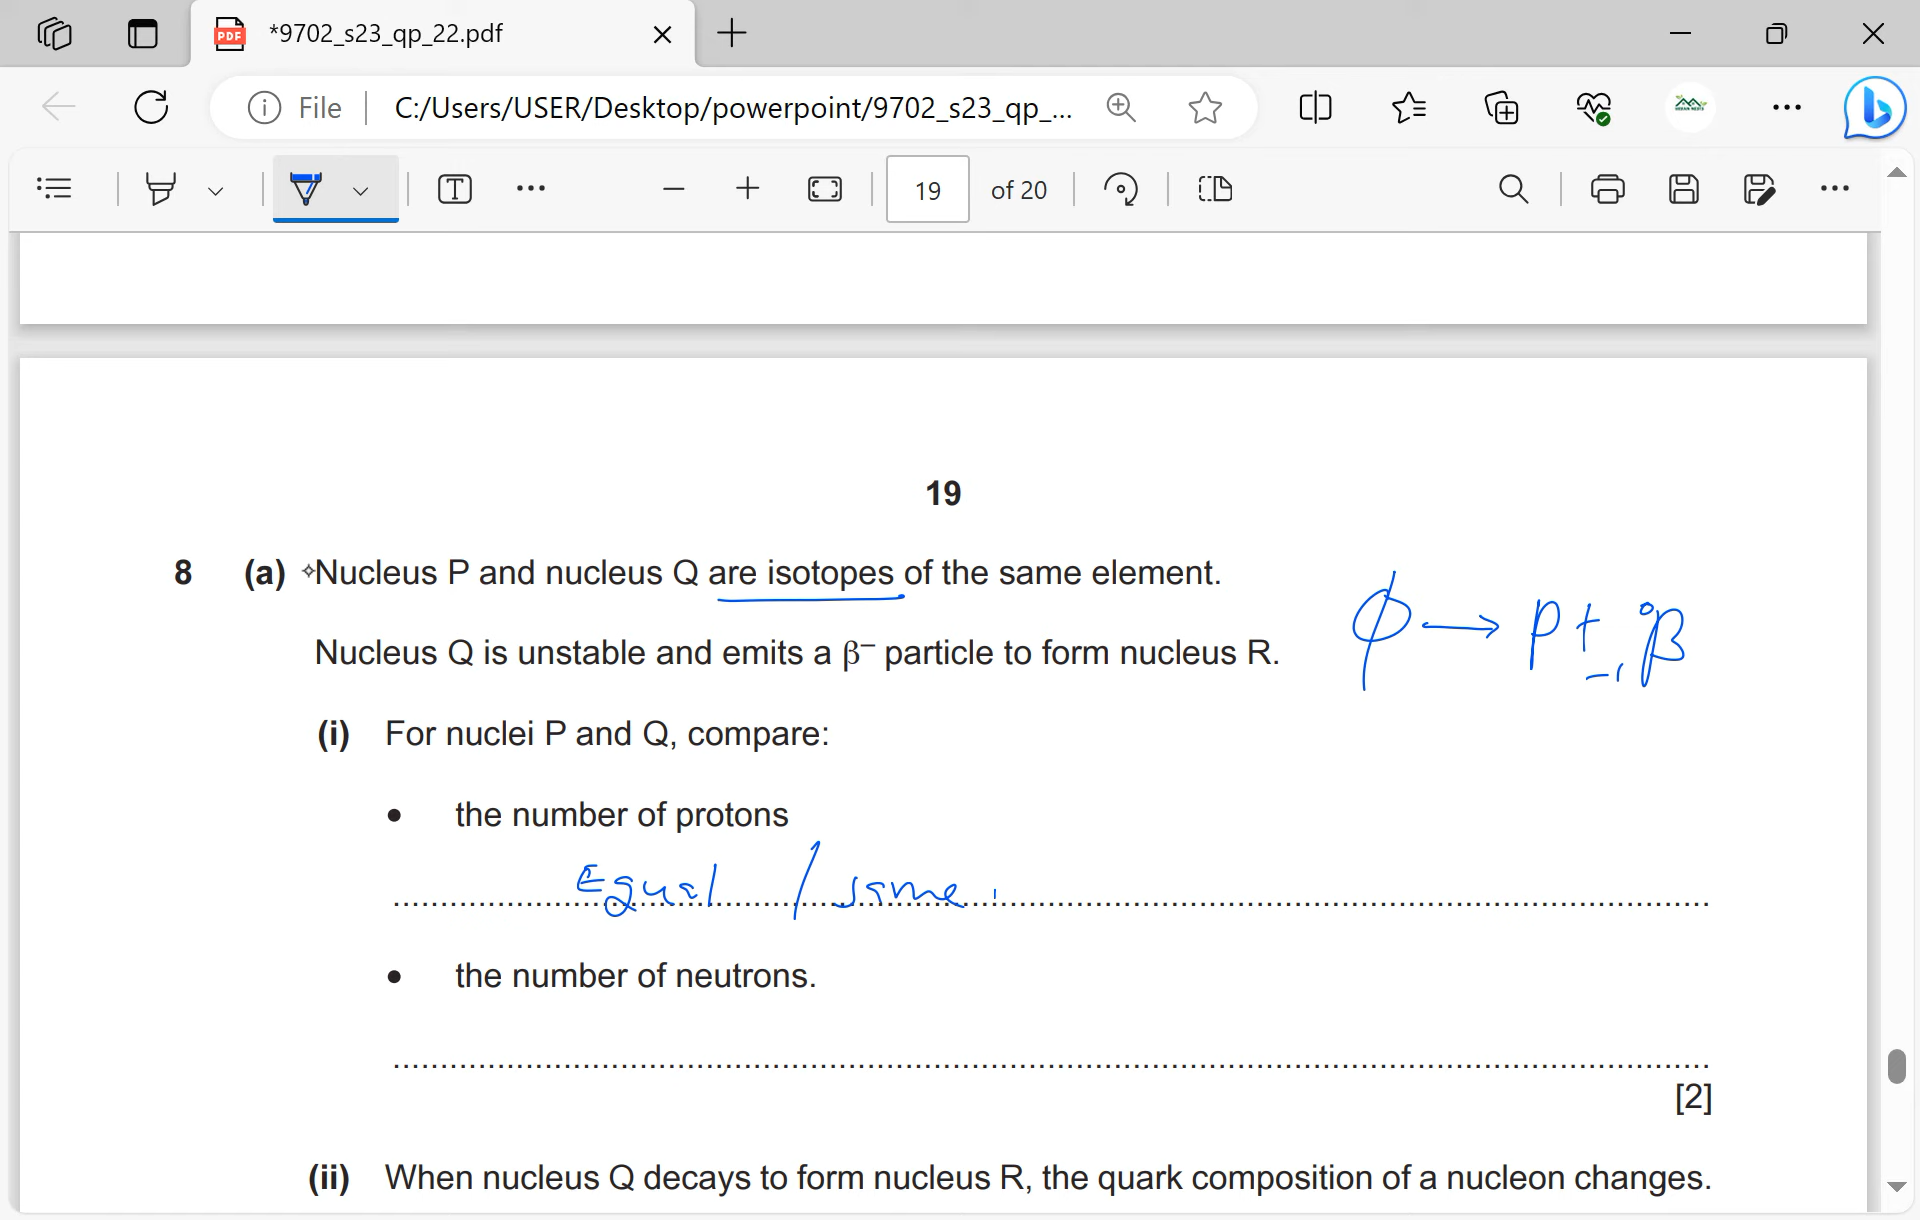 *9702_s23_qp_22.pdf
File C:/Users/USER/Desktop/powerpoint/9702_s23_qp_...
19 of 20
19
8 (a) Nucleus P and nucleus Q are isotopes of the same element.
Nucleus Q is unstable and emits a β⁻ particle to form nucleus R.
ϕ → P + ⁰₋₁β
(i) For nuclei P and Q, compare:
• the number of protons
Equal / same.
• the number of neutrons.
[2]
(ii) When nucleus Q decays to form nucleus R, the quark composition of a nucleon changes.